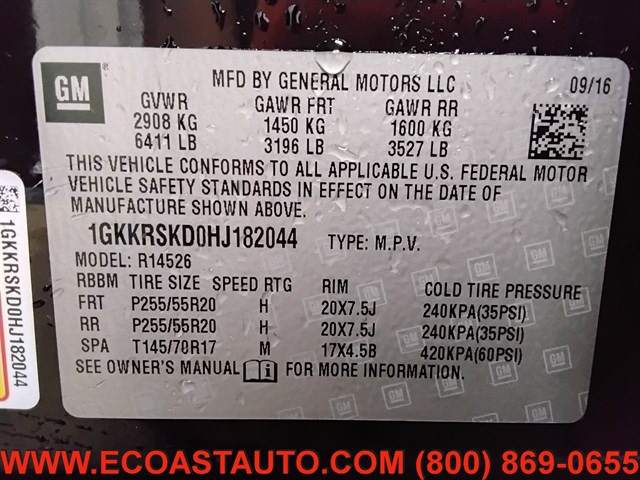 GM
MFD BY GENERAL MOTORS LLC 09/16
GVWR GAWR FRT GAWR RR
2908 KG 1450 KG 1600 KG
6411 LB 3196 LB 3527 LB
THIS VEHICLE CONFORMS TO ALL APPLICABLE U.S. FEDERAL MOTOR
VEHICLE SAFETY STANDARDS IN EFFECT ON THE DATE OF
MANUFACTURE SHOWN ABOVE.
1GKKRSKD0HJ182044 TYPE: M.P.V.
MODEL: R14526
RBBM TIRE SIZE SPEED RTG RIM COLD TIRE PRESSURE
FRT P255/55R20 H 20X7.5J 240KPA(35PSI)
RR P255/55R20 H 20X7.5J 240KPA(35PSI)
SPA T145/70R17 M 17X4.5B 420KPA(60PSI)
SEE OWNER'S MANUAL FOR MORE INFORMATION.
1GKKRSKD0HJ182044
WWW.ECOASTAUTO.COM (800) 869-0655